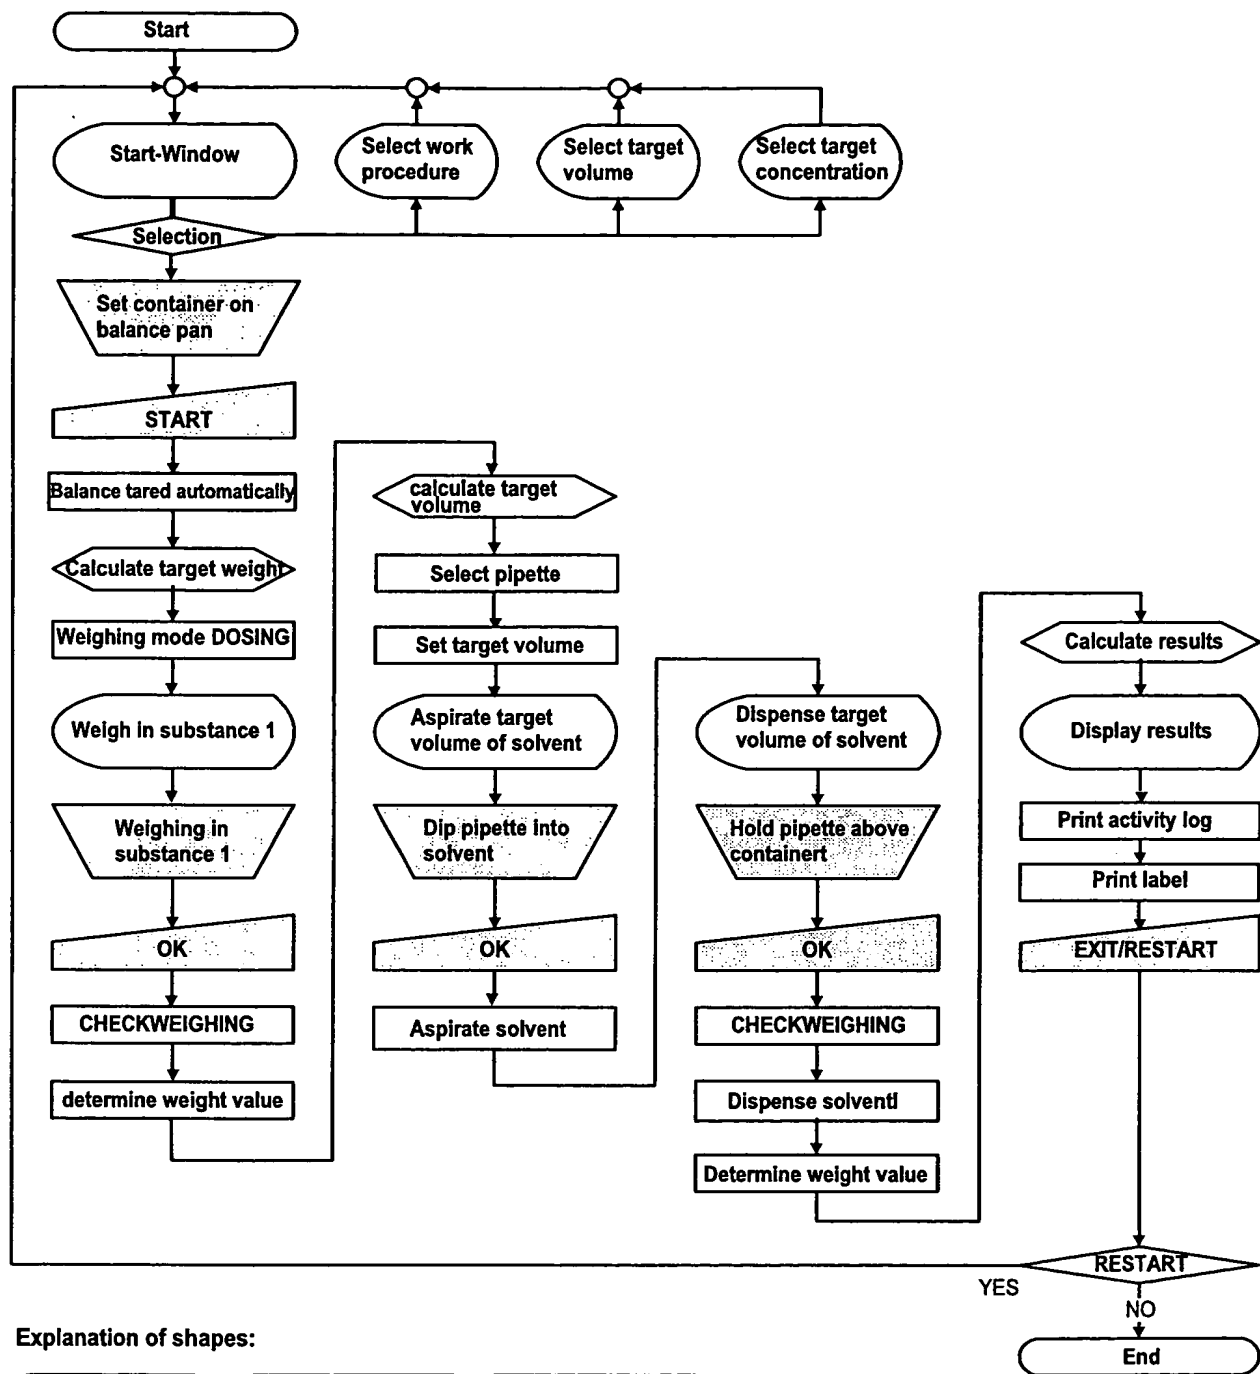 Start
Start-Window
Select work
procedure
Select target
volume
Select target
concentration
Selection
Set container on
balance pan
START
Balance tared automatically
Calculate target weight
Weighing mode DOSING
Weigh in substance 1
Weighing in
substance 1
OK
CHECKWEIGHING
determine weight value
calculate target
volume
Select pipette
Set target volume
Aspirate target
volume of solvent
Dip pipette into
solvent
OK
Aspirate solvent
Dispense target
volume of solvent
Hold pipette above
containert
OK
CHECKWEIGHING
Dispense solventl
Determine weight value
Calculate results
Display results
Print activity log
Print label
EXIT/RESTART
RESTART
YES
NO
End
Explanation of shapes: